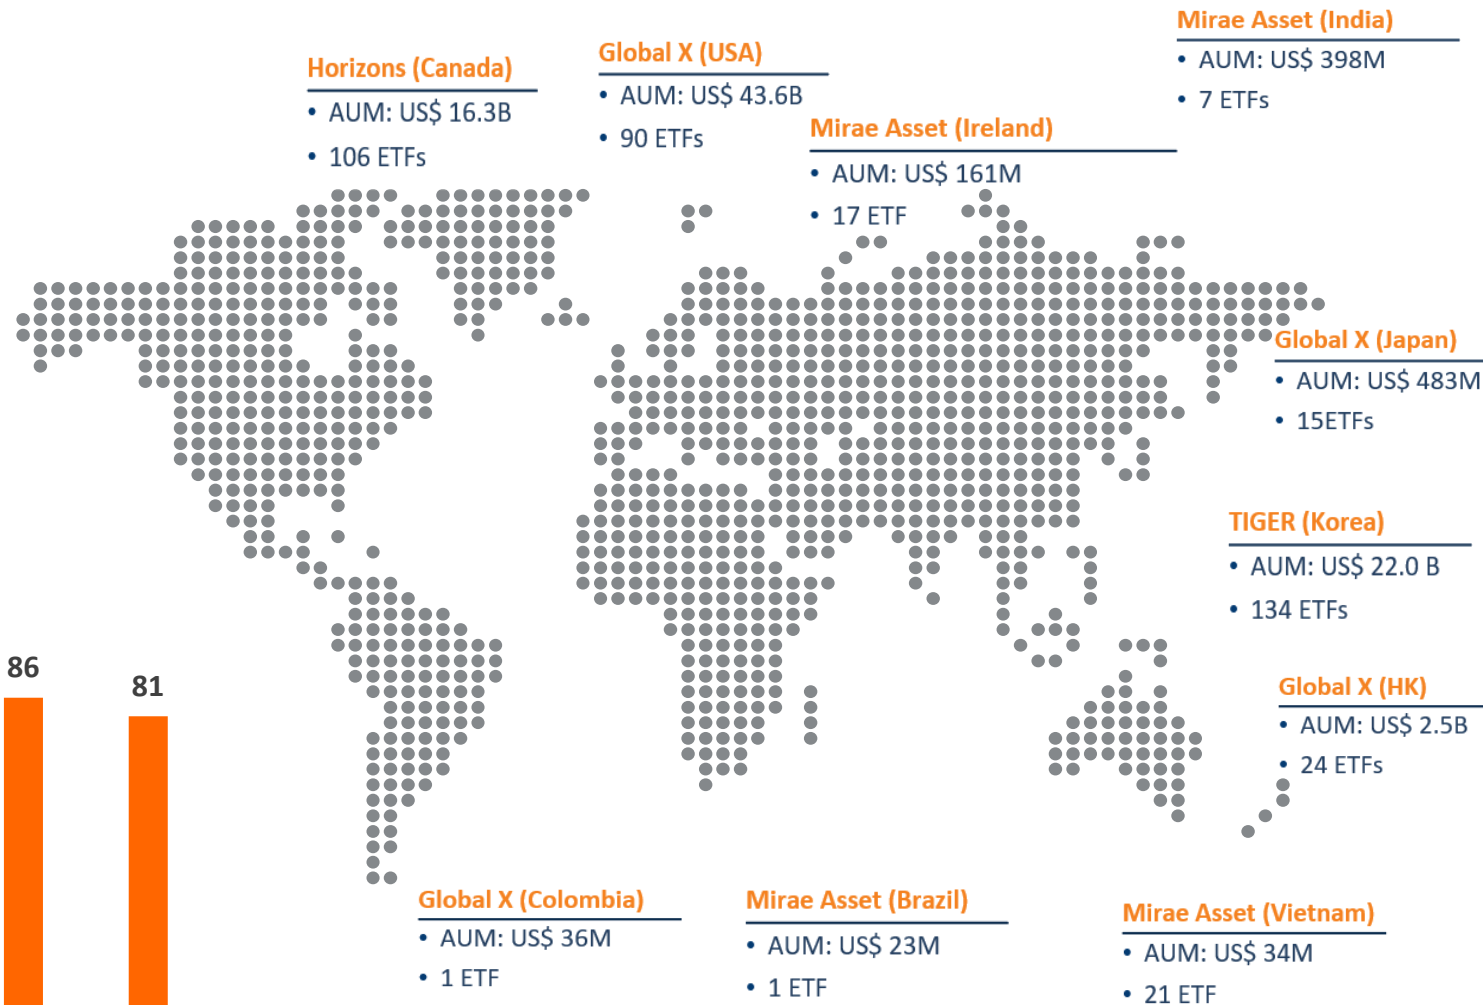 Mirae Asset (India)
• AUM: US$ 398M
• 7 ETFs
Global X (USA)
• AUM: US$ 43.6B
• 90 ETFs
Horizons (Canada)
• AUM: US$ 16.3B
• 106 ETFs
Mirae Asset (Ireland)
• AUM: US$ 161M
• 17 ETF
Global X (Japan)
• AUM: US$ 483M
• 15ETFs
TIGER (Korea)
• AUM: US$ 22.0 B
• 134 ETFs
86
81
Global X (HK)
• AUM: US$ 2.5B
• 24 ETFs
Global X (Colombia)
• AUM: US$ 36M
• 1 ETF
Mirae Asset (Brazil)
• AUM: US$ 23M
• 1 ETF
Mirae Asset (Vietnam)
• AUM: US$ 34M
• 21 ETF